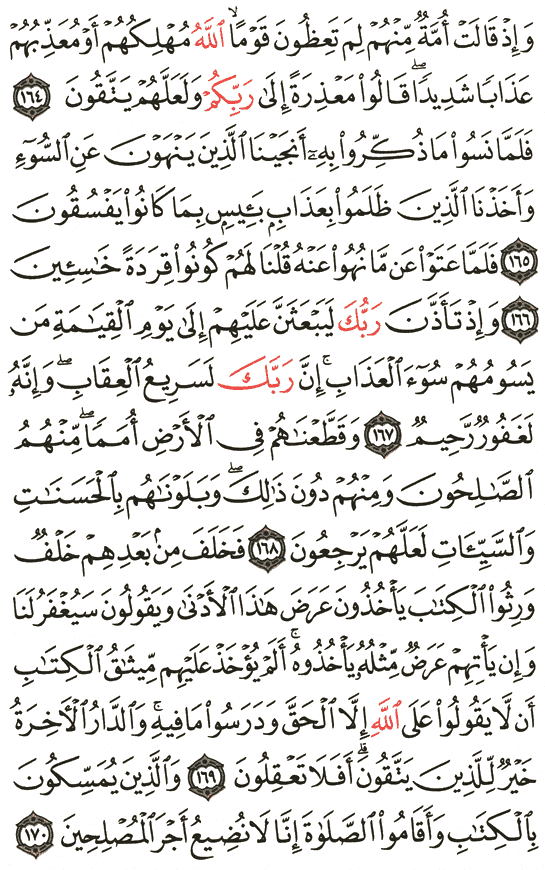 وَإِذْ قَالَتْ أُمَّةٌ مِّنْهُمْ لِمَ تَعِظُونَ قَوْمًا ۙ ٱللَّهُ مُهْلِكُهُمْ أَوْ مُعَذِّبُهُمْ
عَذَابًا شَدِيدًا ۖ قَالُوا۟ مَعْذِرَةً إِلَىٰ رَبِّكُمْ وَلَعَلَّهُمْ يَتَّقُونَ ١٦٤
فَلَمَّا نَسُوا۟ مَا ذُكِّرُوا۟ بِهِۦٓ أَنجَيْنَا ٱلَّذِينَ يَنْهَوْنَ عَنِ ٱلسُّوٓءِ
وَأَخَذْنَا ٱلَّذِينَ ظَلَمُوا۟ بِعَذَابٍۭ بَـِٔيسٍۭ بِمَا كَانُوا۟ يَفْسُقُونَ
١٦٥ فَلَمَّا عَتَوْا۟ عَن مَّا نُهُوا۟ عَنْهُ قُلْنَا لَهُمْ كُونُوا۟ قِرَدَةً خَـٰسِـِٔينَ
١٦٦ وَإِذْ تَأَذَّنَ رَبُّكَ لَيَبْعَثَنَّ عَلَيْهِمْ إِلَىٰ يَوْمِ ٱلْقِيَـٰمَةِ مَن
يَسُومُهُمْ سُوٓءَ ٱلْعَذَابِ ۗ إِنَّ رَبَّكَ لَسَرِيعُ ٱلْعِقَابِ ۖ وَإِنَّهُۥ
لَغَفُورٌ رَّحِيمٌ ١٦٧ وَقَطَّعْنَـٰهُمْ فِى ٱلْأَرْضِ أُمَمًا ۖ مِّنْهُمُ
ٱلصَّـٰلِحُونَ وَمِنْهُمْ دُونَ ذَٰلِكَ ۖ وَبَلَوْنَـٰهُم بِٱلْحَسَنَـٰتِ
وَٱلسَّيِّـَٔاتِ لَعَلَّهُمْ يَرْجِعُونَ ١٦٨ فَخَلَفَ مِنۢ بَعْدِهِمْ خَلْفٌ
وَرِثُوا۟ ٱلْكِتَـٰبَ يَأْخُذُونَ عَرَضَ هَـٰذَا ٱلْأَدْنَىٰ وَيَقُولُونَ سَيُغْفَرُ لَنَا
وَإِن يَأْتِهِمْ عَرَضٌ مِّثْلُهُۥ يَأْخُذُوهُ ۚ أَلَمْ يُؤْخَذْ عَلَيْهِم مِّيثَـٰقُ ٱلْكِتَـٰبِ
أَن لَّا يَقُولُوا۟ عَلَى ٱللَّهِ إِلَّا ٱلْحَقَّ وَدَرَسُوا۟ مَا فِيهِ ۗ وَٱلدَّارُ ٱلْـَٔاخِرَةُ
خَيْرٌ لِّلَّذِينَ يَتَّقُونَ ۗ أَفَلَا تَعْقِلُونَ ١٦٩ وَٱلَّذِينَ يُمَسِّكُونَ
بِٱلْكِتَـٰبِ وَأَقَامُوا۟ ٱلصَّلَوٰةَ إِنَّا لَا نُضِيعُ أَجْرَ ٱلْمُصْلِحِينَ ١٧٠